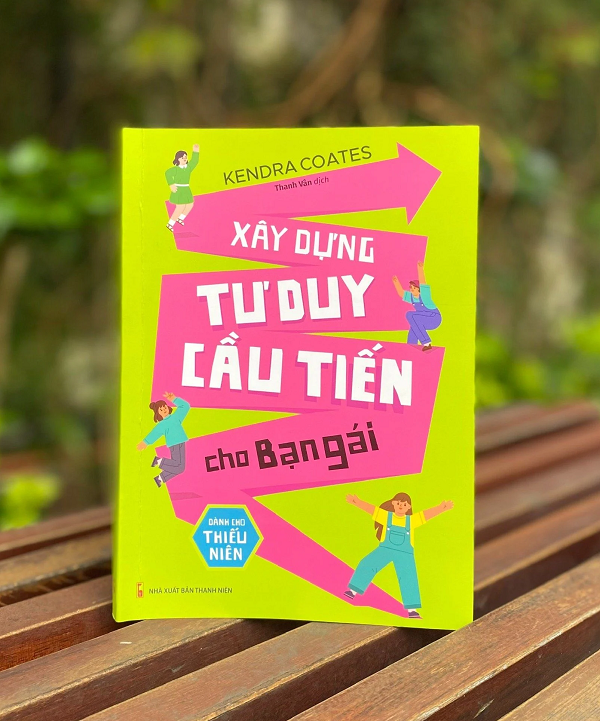 KENDRA COATES
Thanh Vân dịch
XÂY DỰNG
TƯ DUY
CẦU TIẾN
cho Bạn gái
DÀNH CHO
THIẾU
NIÊN
NHÀ XUẤT BẢN THANH NIÊN